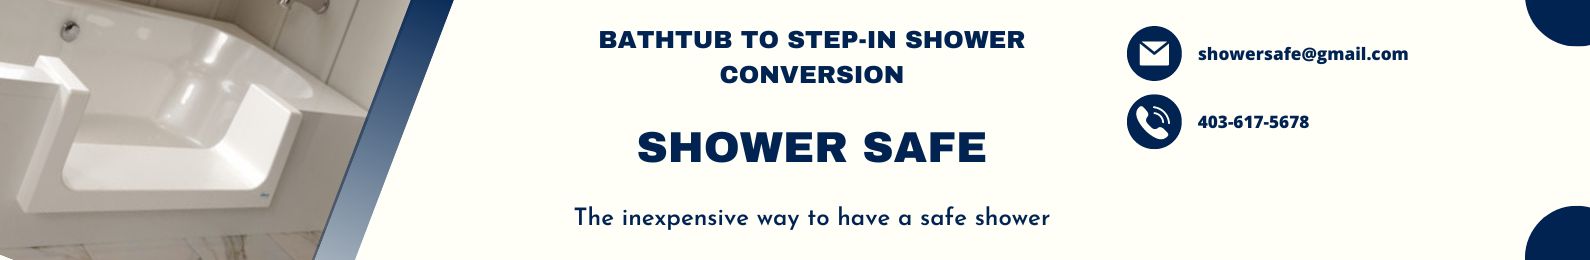 BATHTUB TO STEP-IN SHOWER
CONVERSION
SHOWER SAFE
The inexpensive way to have a safe shower
showersafe@gmail.com
403-617-5678